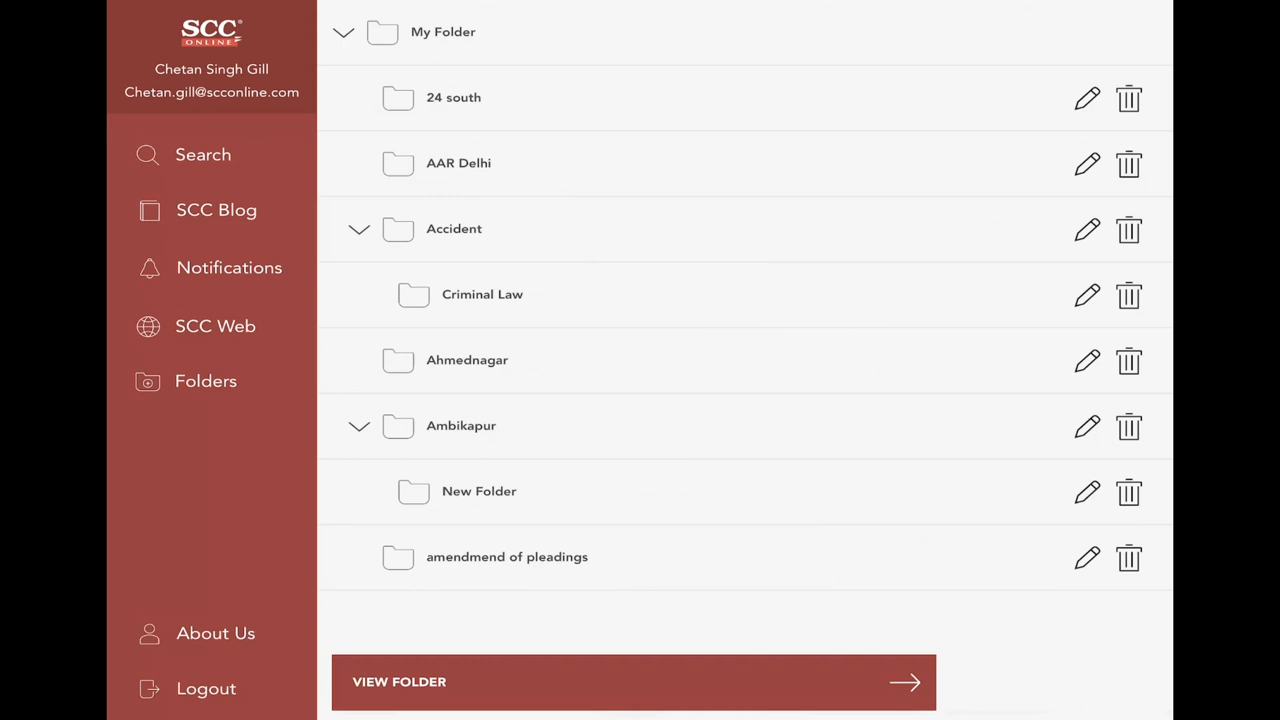 SCC®
ONLINE
Chetan Singh Gill
Chetan.gill@scconline.com
Search
SCC Blog
Notifications
SCC Web
Folders
About Us
Logout
My Folder
24 south
AAR Delhi
Accident
Criminal Law
Ahmednagar
Ambikapur
New Folder
amendmend of pleadings
VIEW FOLDER